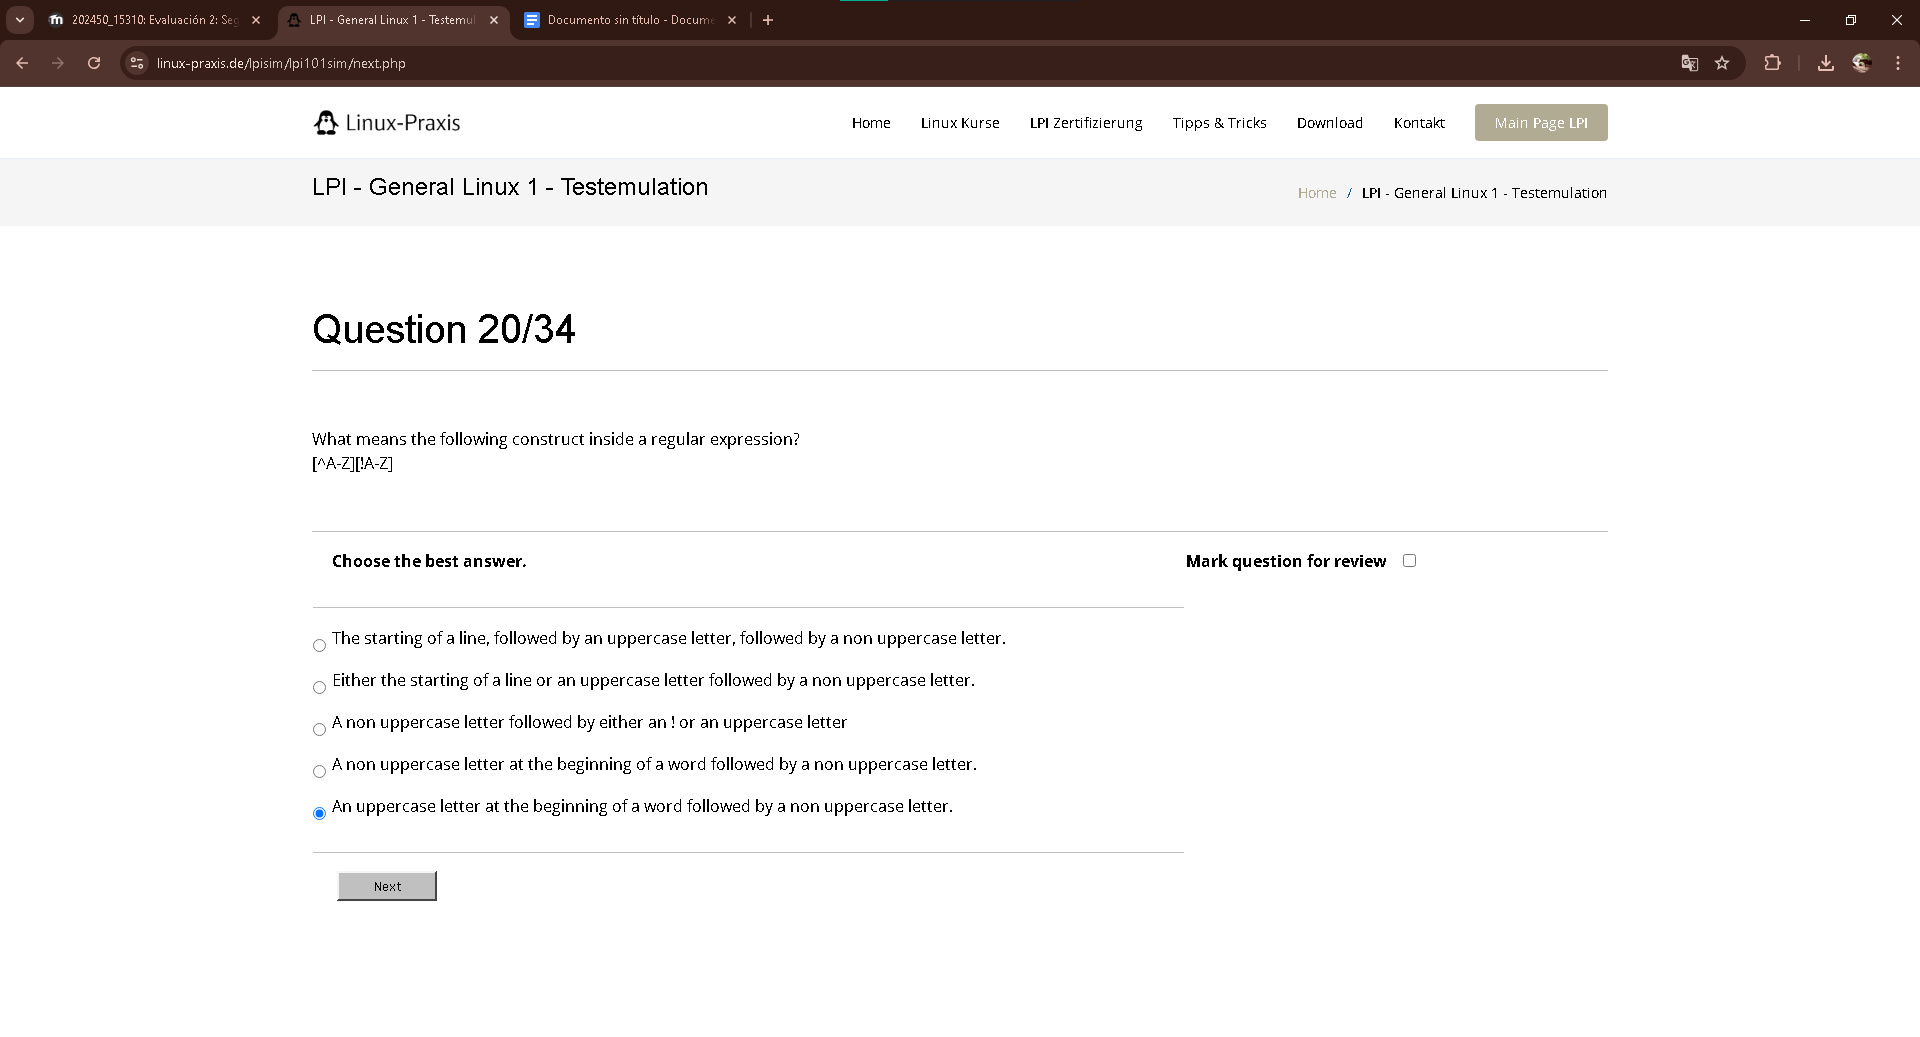 202450_15310: Evaluación 2: Seg
LPI - General Linux 1 - Testemul
Documento sin título - Docume
linux-praxis.de/lpisim/lpi101sim/next.php
Linux-Praxis
Home
Linux Kurse
LPI Zertifizierung
Tipps & Tricks
Download
Kontakt
Main Page LPI
LPI - General Linux 1 - Testemulation
Home / LPI - General Linux 1 - Testemulation
Question 20/34
What means the following construct inside a regular expression?
[^A-Z][!A-Z]
Choose the best answer.
Mark question for review
The starting of a line, followed by an uppercase letter, followed by a non uppercase letter.
Either the starting of a line or an uppercase letter followed by a non uppercase letter.
A non uppercase letter followed by either an ! or an uppercase letter
A non uppercase letter at the beginning of a word followed by a non uppercase letter.
An uppercase letter at the beginning of a word followed by a non uppercase letter.
Next